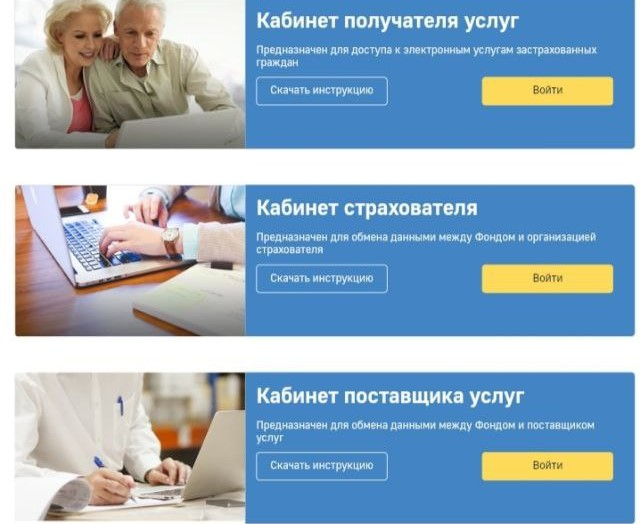 Кабинет получателя услуг
Предназначен для доступа к электронным услугам застрахованных
граждан
Скачать инструкцию
Войти
Кабинет страхователя
Предназначен для обмена данными между Фондом и организацией
страхователя
Скачать инструкцию
Войти
Кабинет поставщика услуг
Предназначен для обмена данными между Фондом и поставщиком
услуг
Скачать инструкцию
Войти